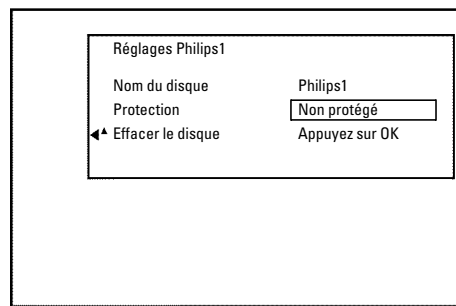 Réglages Philips1
Nom du disque Philips1
Protection Non protégé
Effacer le disque Appuyez sur OK